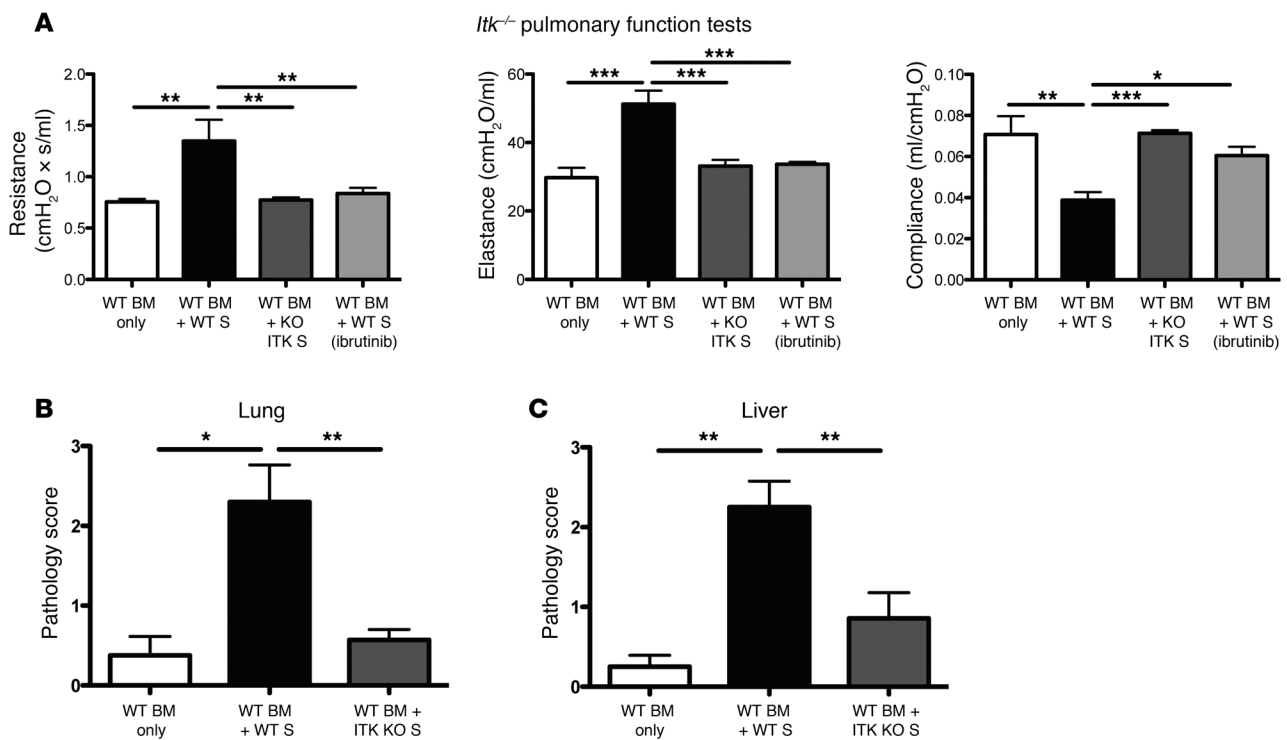 A
Itk–/– pulmonary function tests
Resistance
(cmH2O × s/ml)
2.0
1.5
1.0
0.5
0.0
**
**
**
WT BM
only
WT BM
+ WT S
WT BM
+ KO
ITK S
WT BM
+ WT S
(ibrutinib)
Elastance (cmH2O/ml)
60
40
20
0
***
***
***
WT BM
only
WT BM
+ WT S
WT BM
+ KO
ITK S
WT BM
+ WT S
(ibrutinib)
Compliance (ml/cmH2O)
0.10
0.08
0.06
0.04
0.02
0.00
*
**
***
WT BM
only
WT BM
+ WT S
WT BM
+ KO
ITK S
WT BM
+ WT S
(ibrutinib)
B
Lung
Pathology score
3
2
1
0
*
**
WT BM
only
WT BM
+ WT S
WT BM +
ITK KO S
C
Liver
Pathology score
3
2
1
0
**
**
WT BM
only
WT BM
+ WT S
WT BM +
ITK KO S